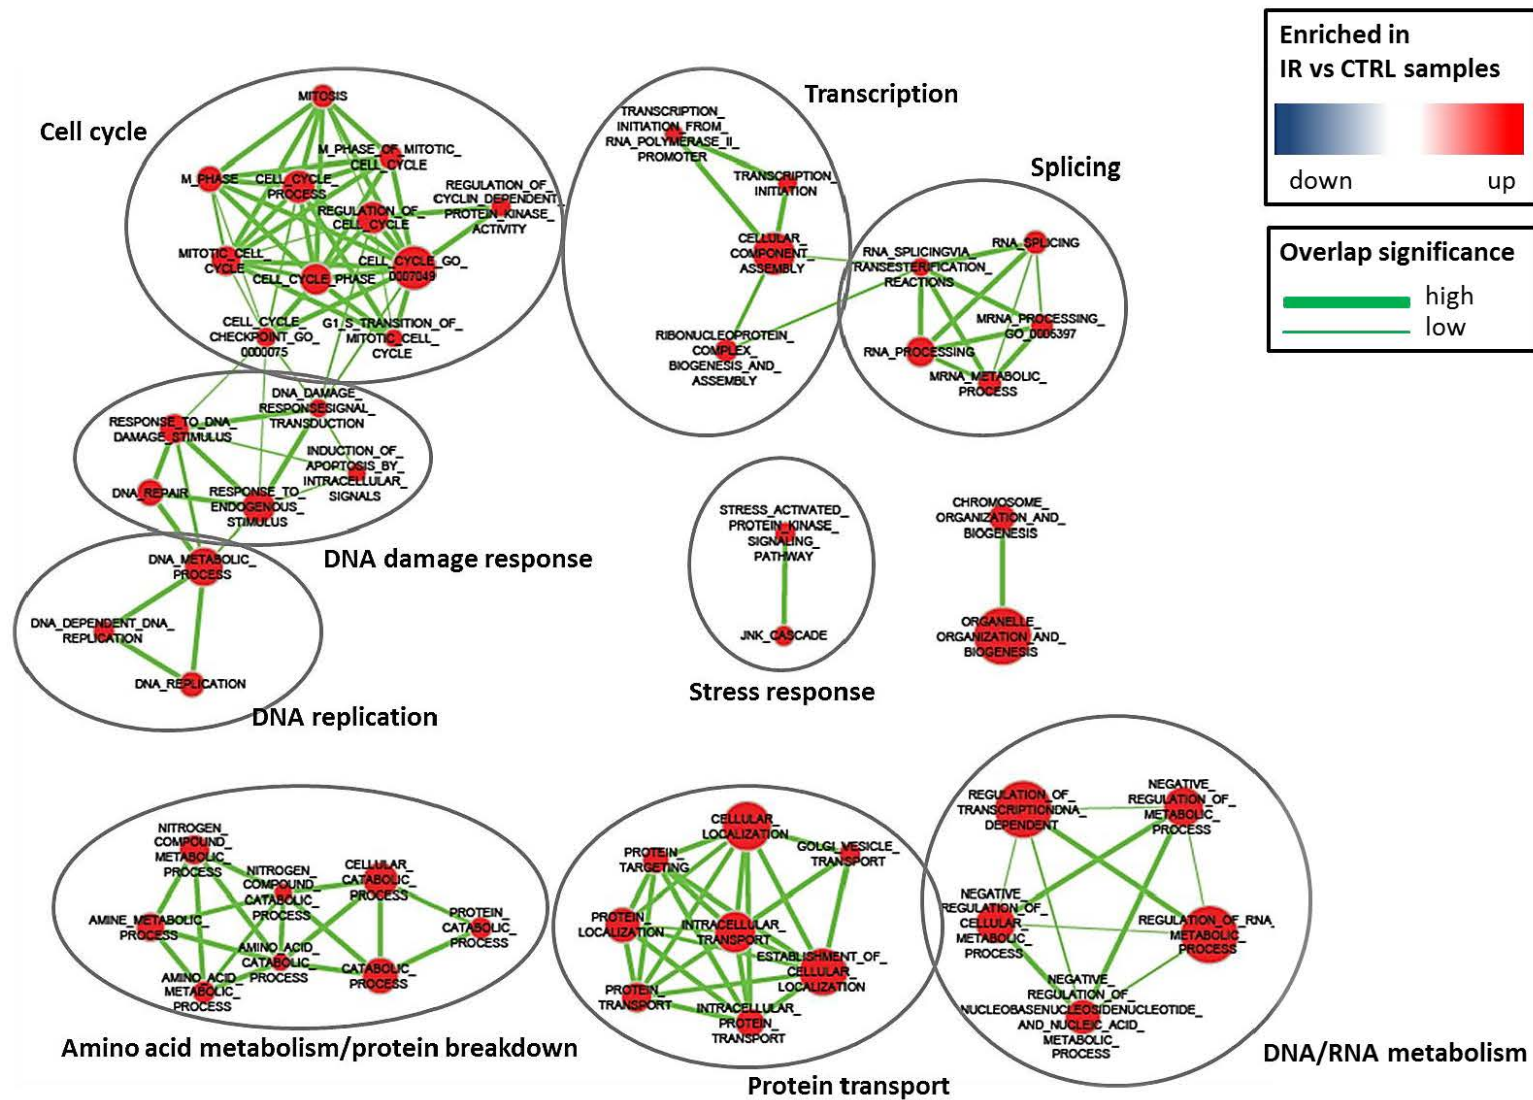 Enriched in
IR vs CTRL samples
down
up
Overlap significance
high
low
Cell cycle
MITOSIS
M_PHASE_OF_MITOTIC_
CELL_CYCLE
M_PHASE
CELL_CYCLE_
PROCESS
REGULATION_OF_
CYCLIN_DEPENDENT_
PROTEIN_KINASE_
ACTIVITY
REGULATION_OF_
CELL_CYCLE
MITOTIC_CELL_
CYCLE
CELL_CYCLE_PHASE
CELL_CYCLE_GO_
0007049
CELL_CYCLE_
CHECKPOINT_GO_
0000075
G1_S_TRANSITION_OF_
MITOTIC_CELL_
CYCLE
Transcription
TRANSCRIPTION_
INITIATION_FROM_
RNA_POLYMERASE_II_
PROMOTER
TRANSCRIPTION_
INITIATION
CELLULAR_
COMPONENT_
ASSEMBLY
RIBONUCLEOPROTEIN_
COMPLEX_
BIOGENESIS_AND_
ASSEMBLY
Splicing
RNA_SPLICING
RNA_SPLICINGVIA_
TRANSESTERIFICATION_
REACTIONS
MRNA_PROCESSING_
GO_0006397
RNA_PROCESSING
MRNA_METABOLIC_
PROCESS
DNA_DAMAGE_
RESPONSESIGNAL_
TRANSDUCTION
RESPONSE_TO_DNA_
DAMAGE_STIMULUS
INDUCTION_OF_
APOPTOSIS_BY_
INTRACELLULAR_
SIGNALS
DNA_REPAIR
RESPONSE_TO_
ENDOGENOUS_
STIMULUS
DNA damage response
DNA_METABOLIC_
PROCESS
DNA_DEPENDENT_DNA_
REPLICATION
DNA_REPLICATION
DNA replication
STRESS_ACTIVATED_
PROTEIN_KINASE_
SIGNALING_
PATHWAY
JNK_CASCADE
Stress response
CHROMOSOME_
ORGANIZATION_AND_
BIOGENESIS
ORGANELLE_
ORGANIZATION_AND_
BIOGENESIS
NITROGEN_
COMPOUND_
METABOLIC_
PROCESS
NITROGEN_
COMPOUND_
CATABOLIC_
PROCESS
CELLULAR_
CATABOLIC_
PROCESS
AMINE_METABOLIC_
PROCESS
PROTEIN_
CATABOLIC_
PROCESS
AMINO_ACID_
CATABOLIC_
PROCESS
AMINO_ACID_
METABOLIC_
PROCESS
CATABOLIC_
PROCESS
Amino acid metabolism/protein breakdown
CELLULAR_
LOCALIZATION
PROTEIN_
TARGETING
GOLGI_VESICLE_
TRANSPORT
PROTEIN_
LOCALIZATION
INTRACELLULAR_
TRANSPORT
ESTABLISHMENT_OF_
CELLULAR_
LOCALIZATION
PROTEIN_
TRANSPORT
INTRACELLULAR_
PROTEIN_
TRANSPORT
Protein transport
REGULATION_OF_
TRANSCRIPTIONDNA_
DEPENDENT
NEGATIVE_
REGULATION_OF_
METABOLIC_
PROCESS
NEGATIVE_
REGULATION_OF_
CELLULAR_
METABOLIC_
PROCESS
REGULATION_OF_RNA_
METABOLIC_
PROCESS
NEGATIVE_
REGULATION_OF_
NUCLEOBASENUCLEOSIDENUCLEOTIDE_
AND_NUCLEIC_ACID_
METABOLIC_
PROCESS
DNA/RNA metabolism